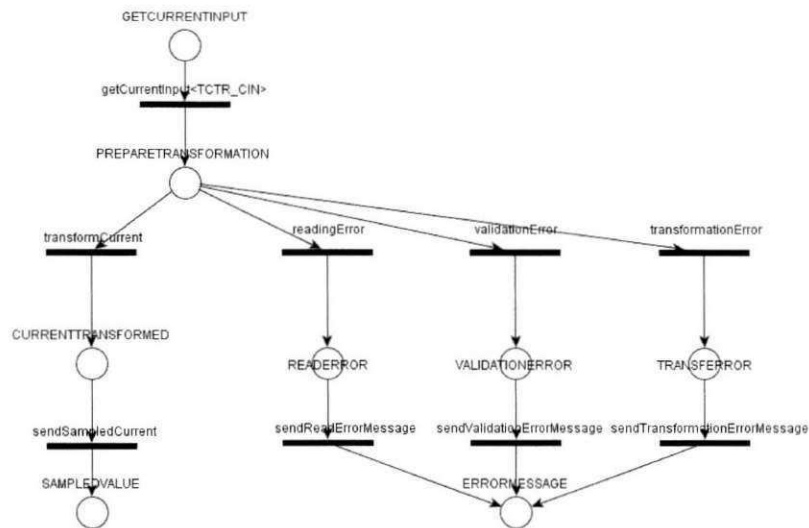 GETCURRENTINPUT
getCurrentInput<TCTR_CIN>
PREPARETRANSFORMATION
transformCurrent
readingError
validationError
transformationError
CURRENTTRANSFORMED
READERROR
VALIDATIONERROR
TRANSFERROR
sendSampledCurrent
sendReadErrorMessage
sendValidationErrorMessage
sendTransformationErrorMessage
SAMPLEDVALUE
ERRORMESSAGE